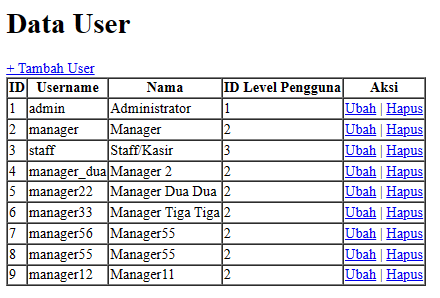 Data User
+ Tambah User
ID Username Nama ID Level Pengguna Aksi
1 admin Administrator 1 Ubah | Hapus
2 manager Manager 2 Ubah | Hapus
3 staff Staff/Kasir 3 Ubah | Hapus
4 manager_dua Manager 2 2 Ubah | Hapus
5 manager22 Manager Dua Dua 2 Ubah | Hapus
6 manager33 Manager Tiga Tiga 2 Ubah | Hapus
7 manager56 Manager55 2 Ubah | Hapus
8 manager55 Manager55 2 Ubah | Hapus
9 manager12 Manager11 2 Ubah | Hapus